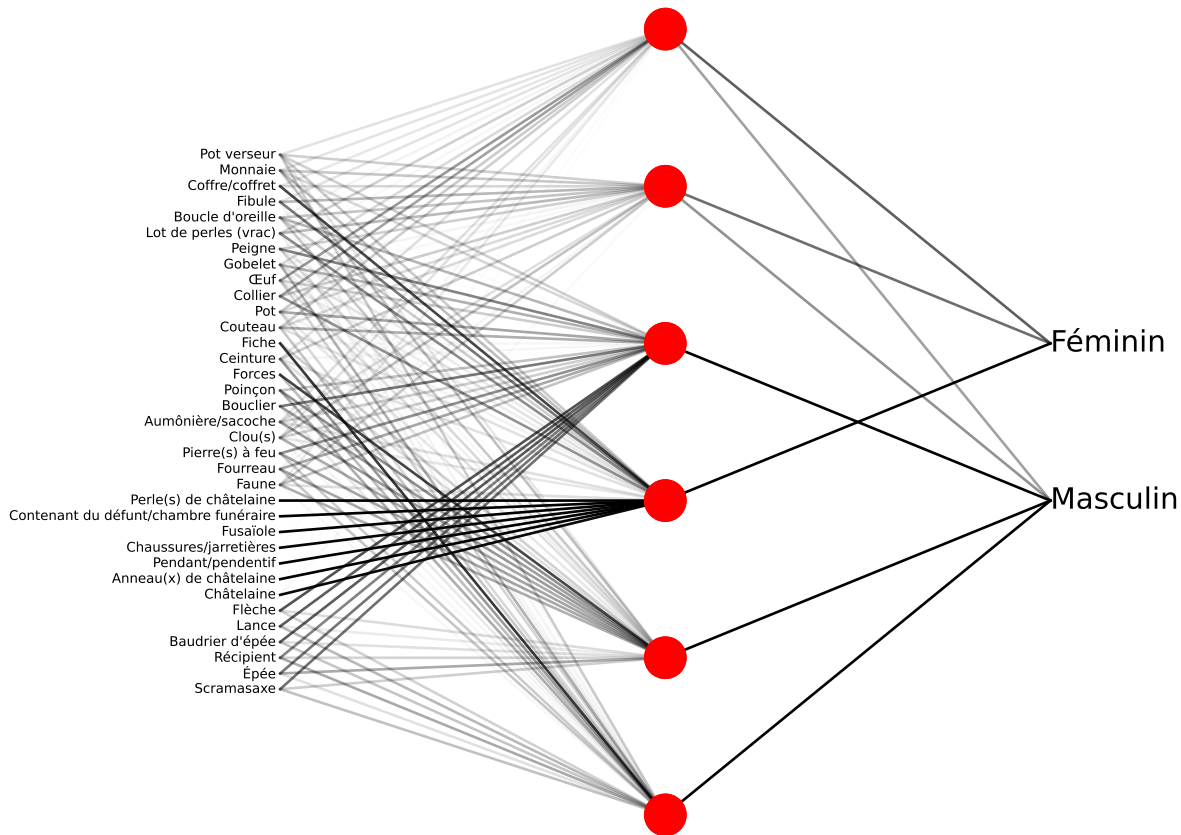 Pot verseur
Monnaie
Coffre/coffret
Fibule
Boucle d'oreille
Lot de perles (vrac)
Peigne
Gobelet
Œuf
Collier
Pot
Couteau
Fiche
Ceinture
Forces
Poinçon
Bouclier
Aumônière/sacoche
Clou(s)
Pierre(s) à feu
Fourreau
Faune
Perle(s) de châtelaine
Contenant du défunt/chambre funéraire
Fusaïole
Chaussures/jarretières
Pendant/pendentif
Anneau(x) de châtelaine
Châtelaine
Flèche
Lance
Baudrier d'épée
Récipient
Épée
Scramasaxe
Féminin
Masculin